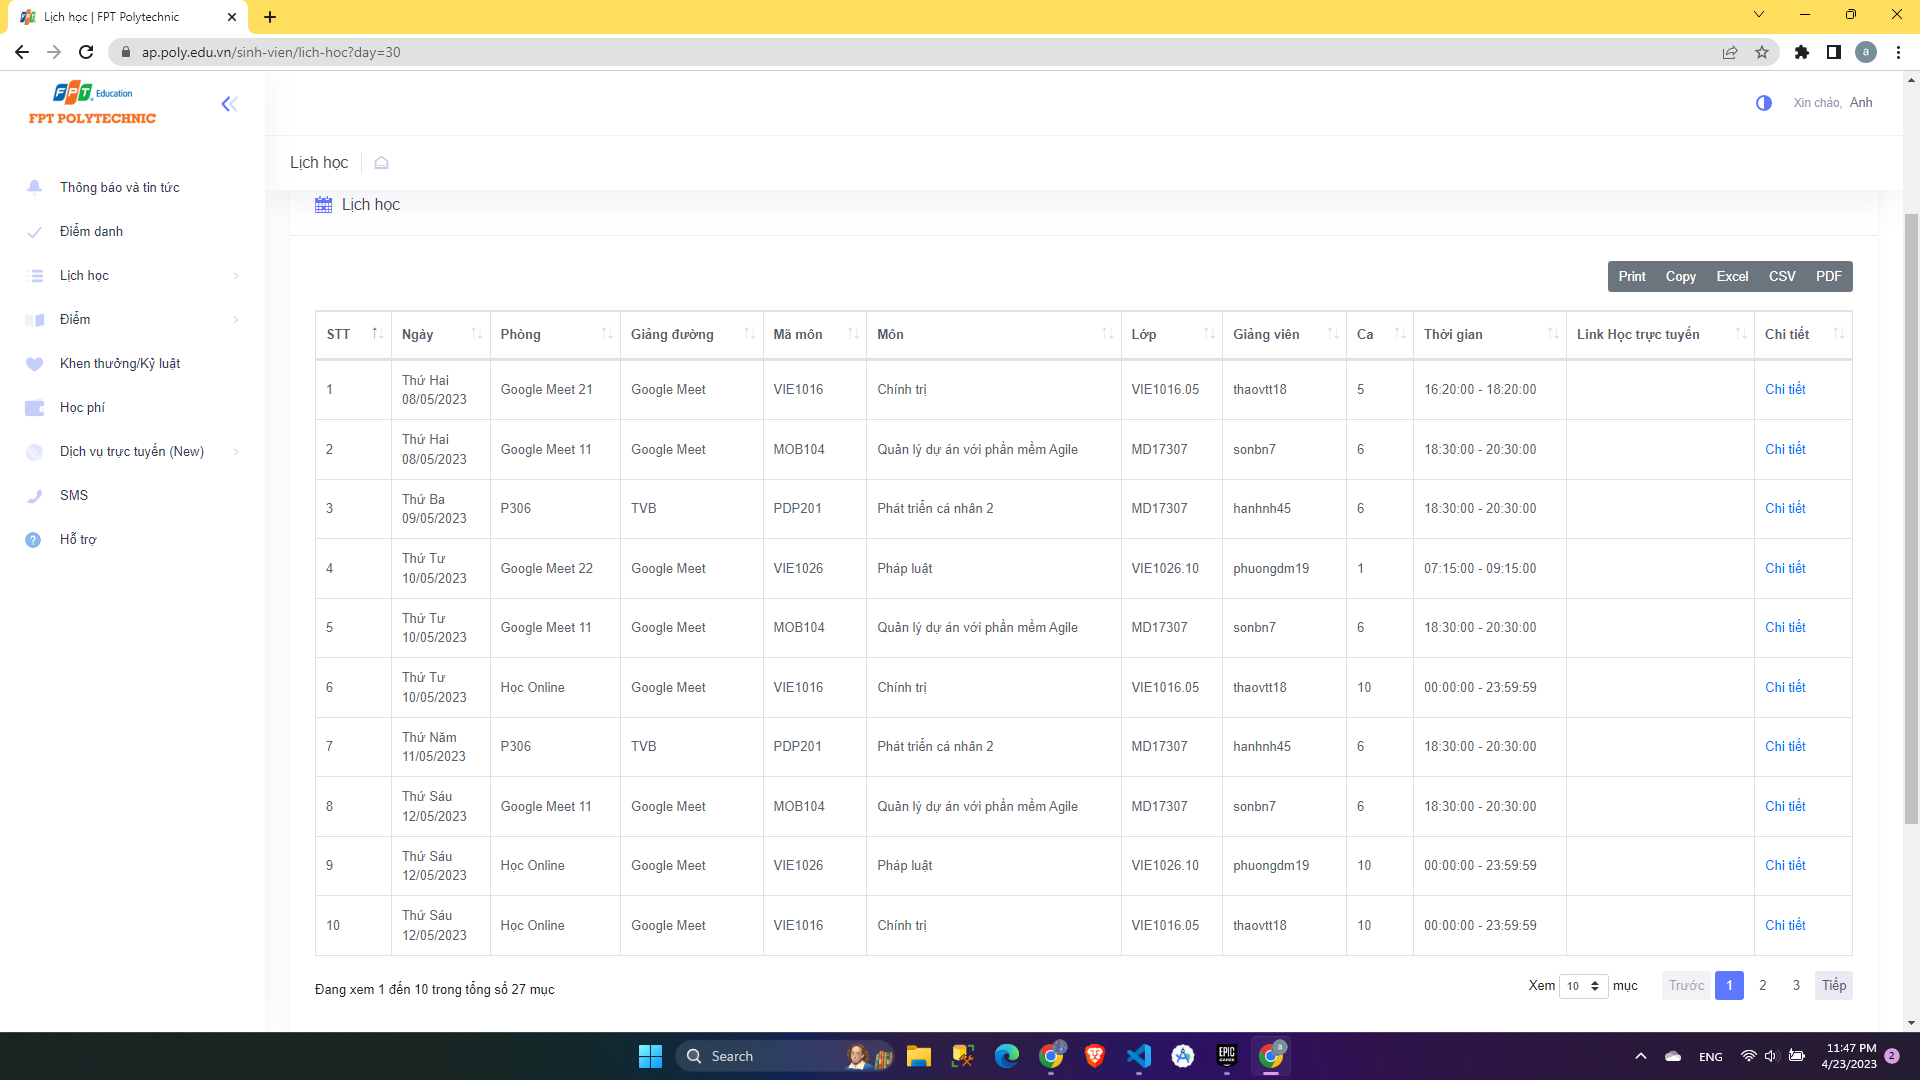 Lịch học | FPT Polytechnic
ap.poly.edu.vn/sinh-vien/lich-hoc?day=30
a
FPT Education
FPT POLYTECHNIC
Xin chào, Anh
Lịch học
Thông báo và tin tức
Điểm danh
Lịch học
Điểm
Khen thưởng/Kỷ luật
Học phí
Dịch vụ trực tuyến (New)
SMS
Hỗ trợ
Lịch học
Print Copy Excel CSV PDF
STT Ngày Phòng Giảng đường Mã môn Môn Lớp Giảng viên Ca Thời gian Link Học trực tuyến Chi tiết
1 Thứ Hai 08/05/2023 Google Meet 21 Google Meet VIE1016 Chính trị VIE1016.05 thaovtt18 5 16:20:00 - 18:20:00 Chi tiết
2 Thứ Hai 08/05/2023 Google Meet 11 Google Meet MOB104 Quản lý dự án với phần mềm Agile MD17307 sonbn7 6 18:30:00 - 20:30:00 Chi tiết
3 Thứ Ba 09/05/2023 P306 TVB PDP201 Phát triển cá nhân 2 MD17307 hanhnh45 6 18:30:00 - 20:30:00 Chi tiết
4 Thứ Tư 10/05/2023 Google Meet 22 Google Meet VIE1026 Pháp luật VIE1026.10 phuongdm19 1 07:15:00 - 09:15:00 Chi tiết
5 Thứ Tư 10/05/2023 Google Meet 11 Google Meet MOB104 Quản lý dự án với phần mềm Agile MD17307 sonbn7 6 18:30:00 - 20:30:00 Chi tiết
6 Thứ Tư 10/05/2023 Học Online Google Meet VIE1016 Chính trị VIE1016.05 thaovtt18 10 00:00:00 - 23:59:59 Chi tiết
7 Thứ Năm 11/05/2023 P306 TVB PDP201 Phát triển cá nhân 2 MD17307 hanhnh45 6 18:30:00 - 20:30:00 Chi tiết
8 Thứ Sáu 12/05/2023 Google Meet 11 Google Meet MOB104 Quản lý dự án với phần mềm Agile MD17307 sonbn7 6 18:30:00 - 20:30:00 Chi tiết
9 Thứ Sáu 12/05/2023 Học Online Google Meet VIE1026 Pháp luật VIE1026.10 phuongdm19 10 00:00:00 - 23:59:59 Chi tiết
10 Thứ Sáu 12/05/2023 Học Online Google Meet VIE1016 Chính trị VIE1016.05 thaovtt18 10 00:00:00 - 23:59:59 Chi tiết
Đang xem 1 đến 10 trong tổng số 27 mục
Xem 10 mục Trước 1 2 3 Tiếp
Search
EPIC GAMES
a
ENG
11:47 PM
4/23/2023
2